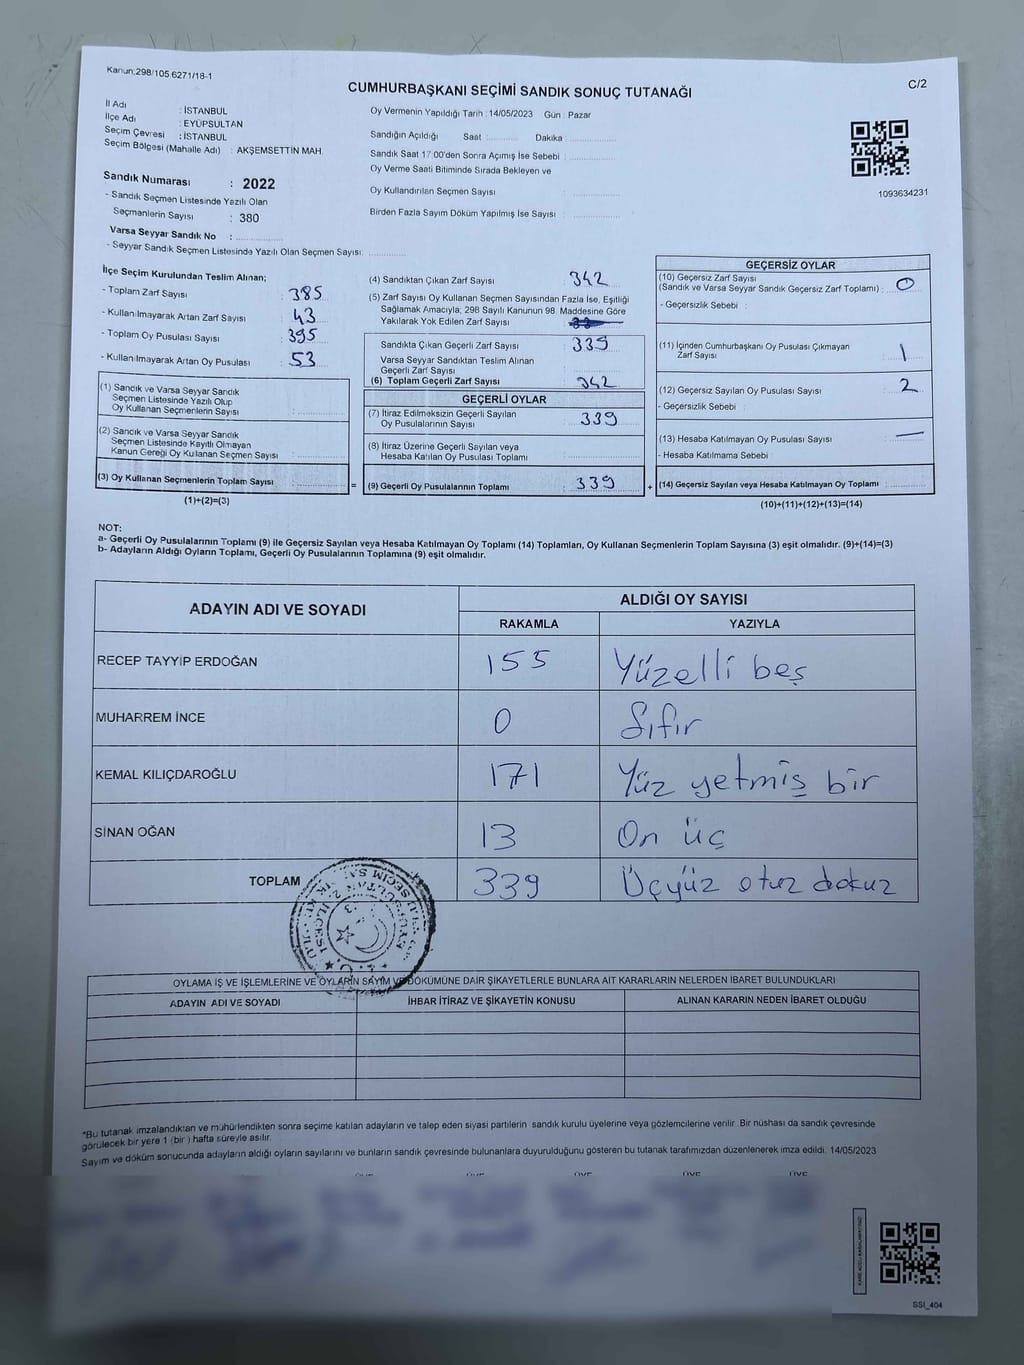 Kanun;298/105.6271/18-1
C/2
CUMHURBAŞKANI SEÇİMİ SANDIK SONUÇ TUTANAĞI
İl Adı : İSTANBUL
İlçe Adı : EYÜPSULTAN
Seçim Çevresi : İSTANBUL
Seçim Bölgesi (Mahalle Adı) : AKŞEMSETTİN MAH.
Sandık Numarası : 2022
- Sandık Seçmen Listesinde Yazılı Olan
Seçmenlerin Sayısı : 380
Varsa Seyyar Sandık No :
- Seyyar Sandık Seçmen Listesinde Yazılı Olan Seçmen Sayısı:
Oy Vermenin Yapıldığı Tarih :14/05/2023 Gün : Pazar
Sandığın Açıldığı Saat: Dakika:
Sandık Saat 17:00'den Sonra Açımış İse Sebebi :
Oy Verme Saati Bitiminde Sırada Bekleyen ve
Oy Kullandırılan Seçmen Sayısı :
Birden Fazla Sayım Döküm Yapılmış İse Sayısı :
1093634231
İlçe Seçim Kurulundan Teslim Alınan;
- Toplam Zarf Sayısı : 385
- Kullanılmayarak Artan Zarf Sayısı : 43
- Toplam Oy Pusulası Sayısı : 395
- Kullanılmayarak Artan Oy Pusulası : 53
(1) Sandık ve Varsa Seyyar Sandık
Seçmen Listesinde Yazılı Olup
Oy Kullanan Seçmenlerin Sayısı :
(2) Sandık ve Varsa Seyyar Sandık
Seçmen Listesinde Kayıtlı Olmayan
Kanun Gereği Oy Kullanan Seçmen Sayısı :
(3) Oy Kullanan Seçmenlerin Toplam Sayısı :
(1)+(2)=(3)
=
(4) Sandıktan Çıkan Zarf Sayısı : 342
(5) Zarf Sayısı Oy Kullanan Seçmen Sayısından Fazla İse, Eşitliği
Sağlamak Amacıyla, 298 Sayılı Kanunun 98. Maddesine Göre
Yakılarak Yok Edilen Zarf Sayısı
Sandıkta Çıkan Geçerli Zarf Sayısı : 339
Varsa Seyyar Sandıktan Teslim Alınan
Geçerli Zarf Sayısı :
(6) Toplam Geçerli Zarf Sayısı : 342
GEÇERLİ OYLAR
(7) İtiraz Edilmeksizin Geçerli Sayılan
Oy Pusulalarının Sayısı : 339
(8) İtiraz Üzerine Geçerli Sayılan veya
Hesaba Katılan Oy Pusulası Toplamı :
(9) Geçerli Oy Pusulalarının Toplamı : 339
+
GEÇERSİZ OYLAR
(10) Geçersiz Zarf Sayısı
(Sandık ve Varsa Seyyar Sandık Geçersiz Zarf Toplamı) : 0
- Geçersizlik Sebebi :
(11) İçinden Cumhurbaşkanı Oy Pusulası Çıkmayan
Zarf Sayısı : 1
(12) Geçersiz Sayılan Oy Pusulası Sayısı : 2
- Geçersizlik Sebebi :
(13) Hesaba Katılmayan Oy Pusulası Sayısı : —
- Hesaba Katılmama Sebebi :
(14) Geçersiz Sayılan veya Hesaba Katılmayan Oy Toplamı :
(10)+(11)+(12)+(13)=(14)
NOT:
a- Geçerli Oy Pusulalarının Toplamı (9) ile Geçersiz Sayılan veya Hesaba Katılmayan Oy Toplamı (14) Toplamları, Oy Kullanan Seçmenlerin Toplam Sayısına (3) eşit olmalıdır. (9)+(14)=(3)
b- Adayların Aldığı Oyların Toplamı, Geçerli Oy Pusulalarının Toplamına (9) eşit olmalıdır.
ADAYIN ADI VE SOYADI
ALDIĞI OY SAYISI
RAKAMLA YAZIYLA
RECEP TAYYİP ERDOĞAN 155 Yüzelli beş
MUHARREM İNCE 0 Sıfır
KEMAL KILIÇDAROĞLU 171 Yüz yetmiş bir
SİNAN OĞAN 13 On üç
TOPLAM 339 Üçyüz otuz dokuz
OYLAMA İŞ VE İŞLEMLERİNE VE OYLARIN SAYIM VE DÖKÜMÜNE DAİR ŞİKAYETLERLE BUNLARA AİT KARARLARIN NELERDEN İBARET BULUNDUKLARI
ADAYIN ADI VE SOYADI İHBAR İTİRAZ VE ŞİKAYETİN KONUSU ALINAN KARARIN NEDEN İBARET OLDUĞU
*Bu tutanak imzalandıktan ve mühürlendikten sonra seçime katılan adayların ve talep eden siyasi partilerin sandık kurulu üyelerine veya gözlemcilerine verilir. Bir nüshası da sandık çevresinde
görülecek bir yere 1 (bir) hafta süreyle asılır.
Sayım ve döküm sonucunda adayların aldığı oyların sayılarını ve bunların sandık çevresinde bulunanlara duyurulduğunu gösteren bu tutanak tarafımızdan düzenlenerek imza edildi. 14/05/2023
SSI_404